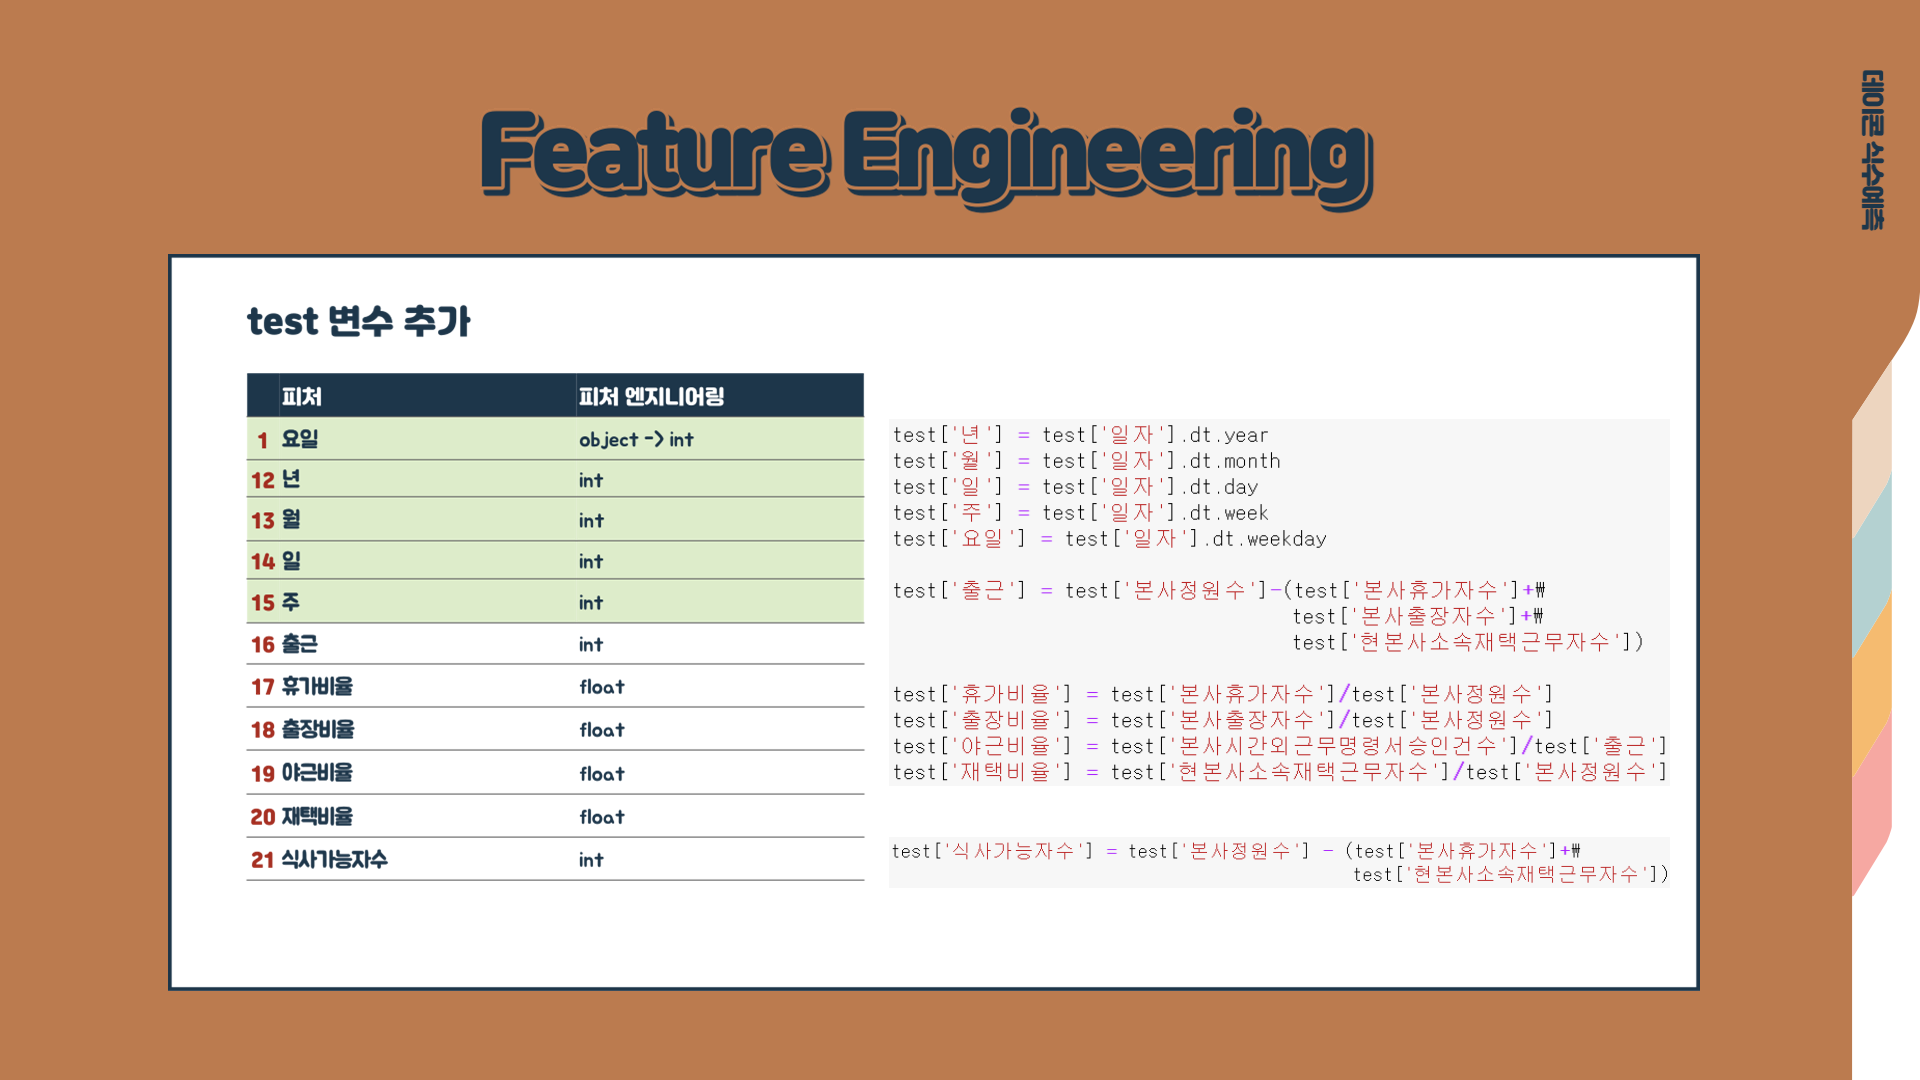 Feature Engineering
데이콘 식수예측
test 변수 추가
피처 피처 엔지니어링
1 요일 object -> int
12 년 int
13 월 int
14 일 int
15 주 int
16 출근 int
17 휴가비율 float
18 출장비율 float
19 야근비율 float
20 재택비율 float
21 식사가능자수 int
test['년'] = test['일자'].dt.year
test['월'] = test['일자'].dt.month
test['일'] = test['일자'].dt.day
test['주'] = test['일자'].dt.week
test['요일'] = test['일자'].dt.weekday
test['출근'] = test['본사정원수']-(test['본사휴가자수']+₩
test['본사출장자수']+₩
test['현본사소속재택근무자수'])
test['휴가비율'] = test['본사휴가자수']/test['본사정원수']
test['출장비율'] = test['본사출장자수']/test['본사정원수']
test['야근비율'] = test['본사시간외근무명령서승인건수']/test['출근']
test['재택비율'] = test['현본사소속재택근무자수']/test['본사정원수']
test['식사가능자수'] = test['본사정원수'] - (test['본사휴가자수']+₩
test['현본사소속재택근무자수'])